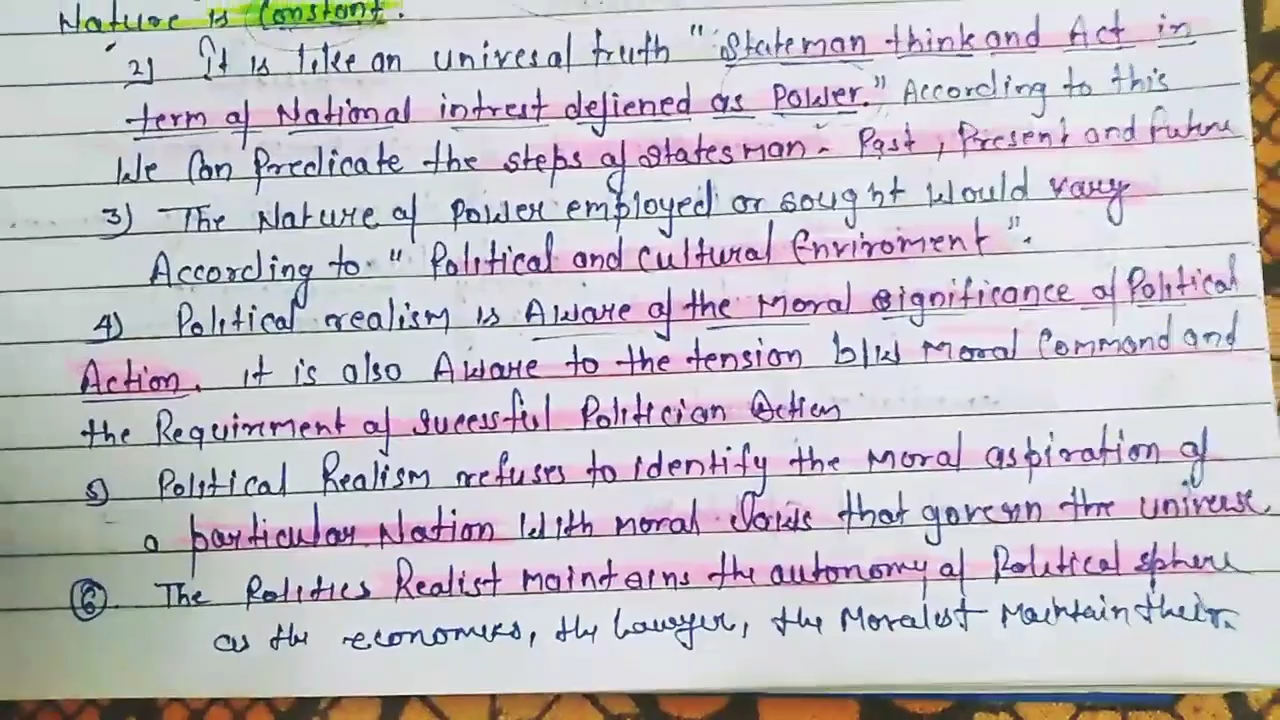 Nature is Constant.
2) It is like an univesal truth "Stateman think and Act in
term of National intrest defiened as Power." According to this
We Can Predicate the steps of statesman - Past, Present and future
3) The Nature of Power employed or sought would vary
According to "Political and cultural Enviroment".
4) Political realism is Aware of the Moral significance of Political
Action. it is also Aware to the tension b/w moral Command and
the Requirment of sucessful Politician Action
5) Political Realism refuses to identify the moral aspiration of
a particular Nation With moral laws that govern the universe.
6. The Politics Realist maintains the autonomy of Political sphere
as the economies, the lawyer, the Moralist Maintain their.